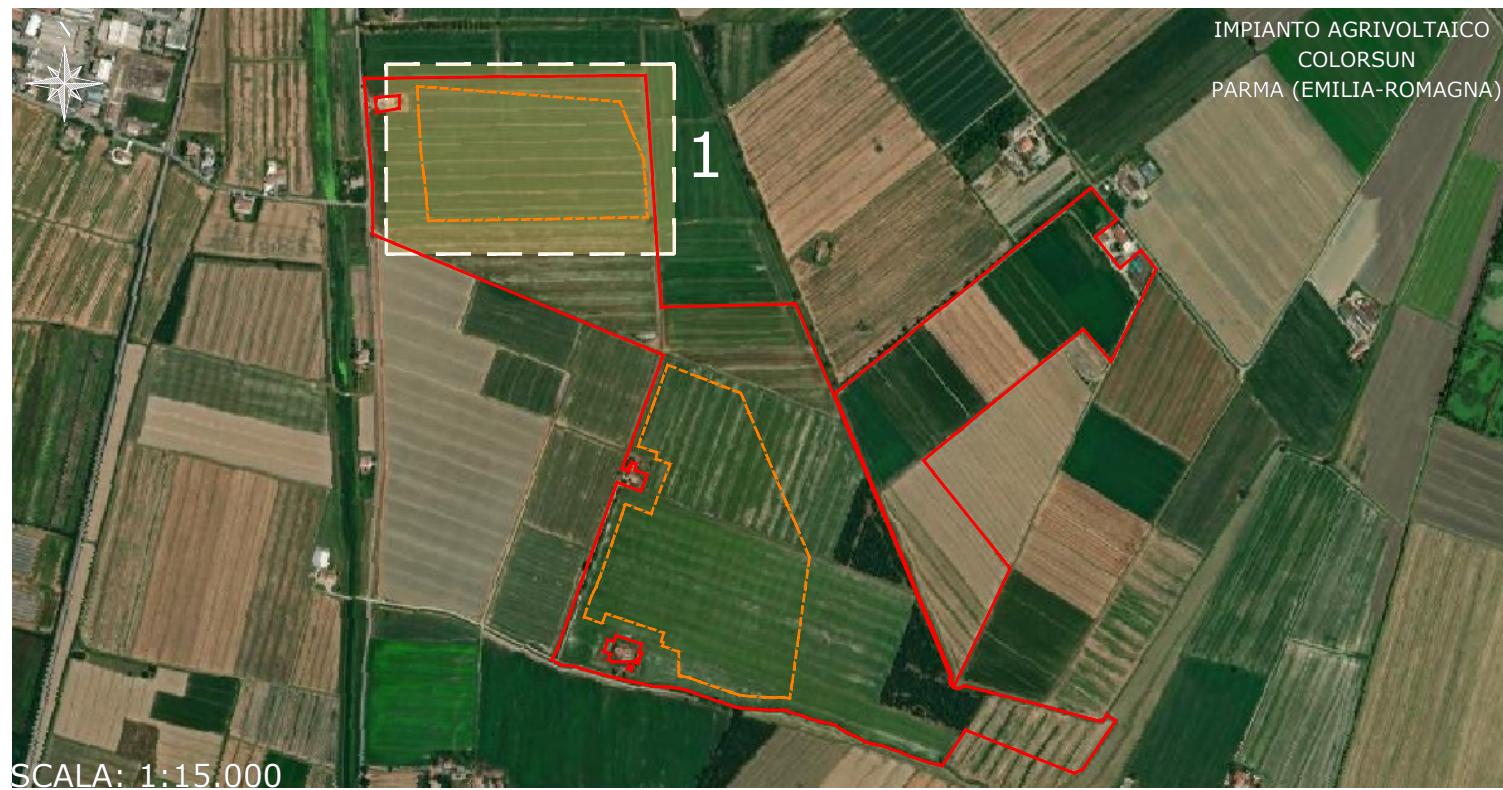 IMPIANTO AGRIVOLTAICO
COLORSUN
PARMA (EMILIA-ROMAGNA)
N
1
SCALA: 1:15.000